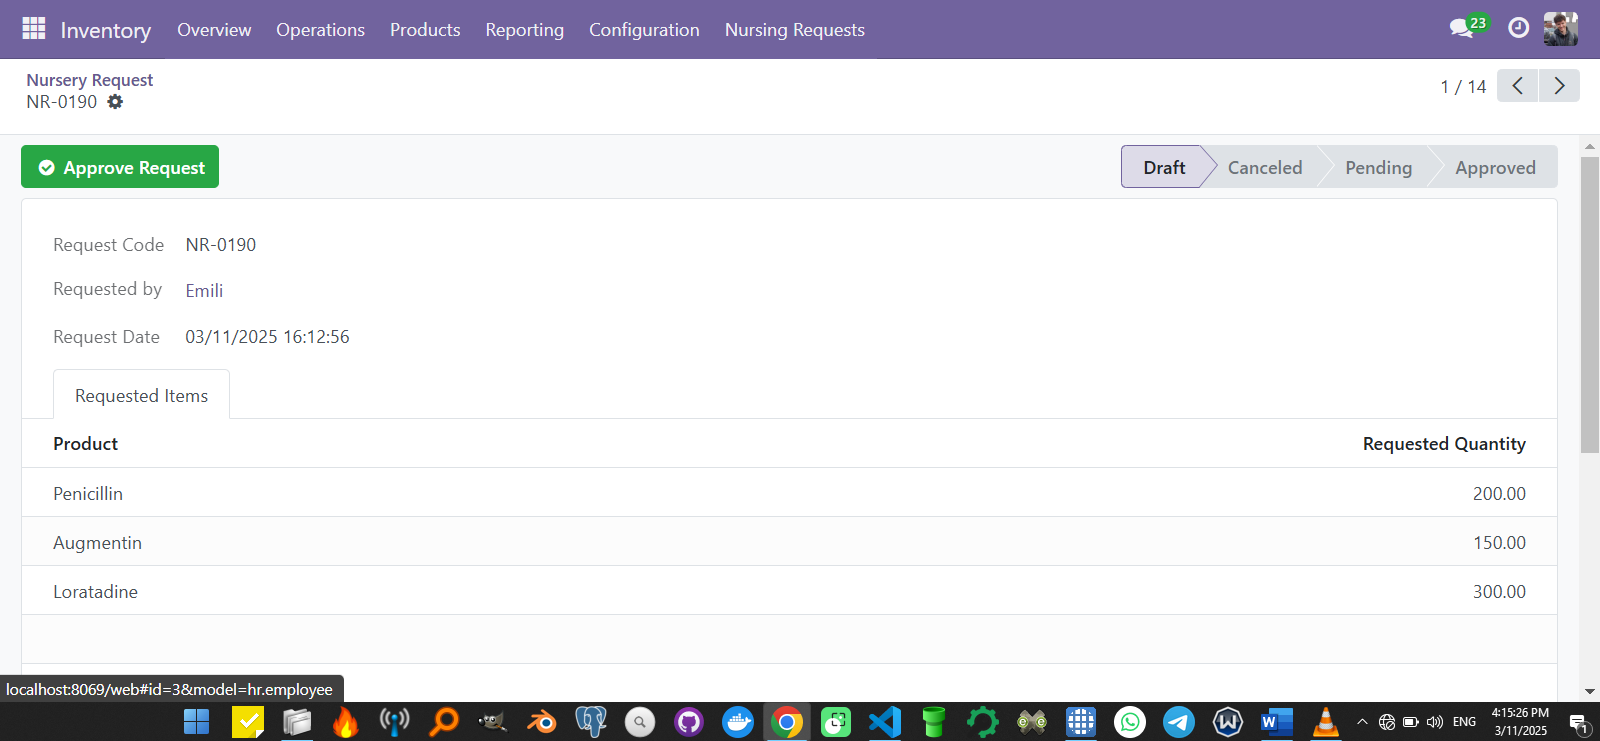 Inventory Overview Operations Products Reporting Configuration Nursing Requests 23
Nursery Request
NR-0190
1 / 14
Approve Request
Draft Canceled Pending Approved
Request Code NR-0190
Requested by Emili
Request Date 03/11/2025 16:12:56
Requested Items
Product Requested Quantity
Penicillin 200.00
Augmentin 150.00
Loratadine 300.00
localhost:8069/web#id=3&model=hr.employee
ENG
4:15:26 PM
3/11/2025
1